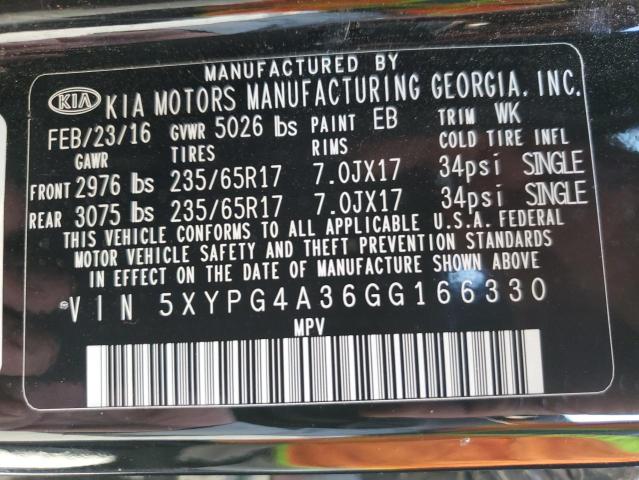 MANUFACTURED BY
KIA KIA MOTORS MANUFACTURING GEORGIA, INC.
FEB/23/16 GVWR 5026 lbs PAINT EB TRIM WK
GAWR TIRES RIMS COLD TIRE INFL
FRONT 2976 lbs 235/65R17 7.0JX17 34psi SINGLE
REAR 3075 lbs 235/65R17 7.0JX17 34psi SINGLE
THIS VEHICLE CONFORMS TO ALL APPLICABLE U.S.A. FEDERAL
MOTOR VEHICLE SAFETY AND THEFT PREVENTION STANDARDS
IN EFFECT ON THE DATE OF MANUFACTURE SHOWN ABOVE
VIN 5XYPG4A36GG166330
MPV